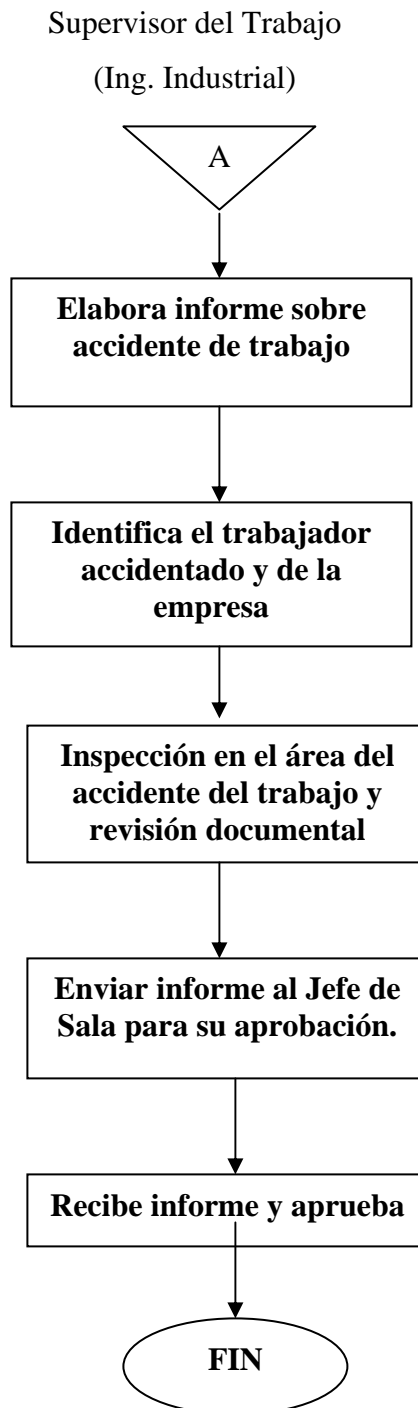 Supervisor del Trabajo
(Ing. Industrial)
A
Elabora informe sobre
accidente de trabajo
Identifica el trabajador
accidentado y de la
empresa
Inspección en el área del
accidente del trabajo y
revisión documental
Enviar informe al Jefe de
Sala para su aprobación.
Recibe informe y aprueba
FIN